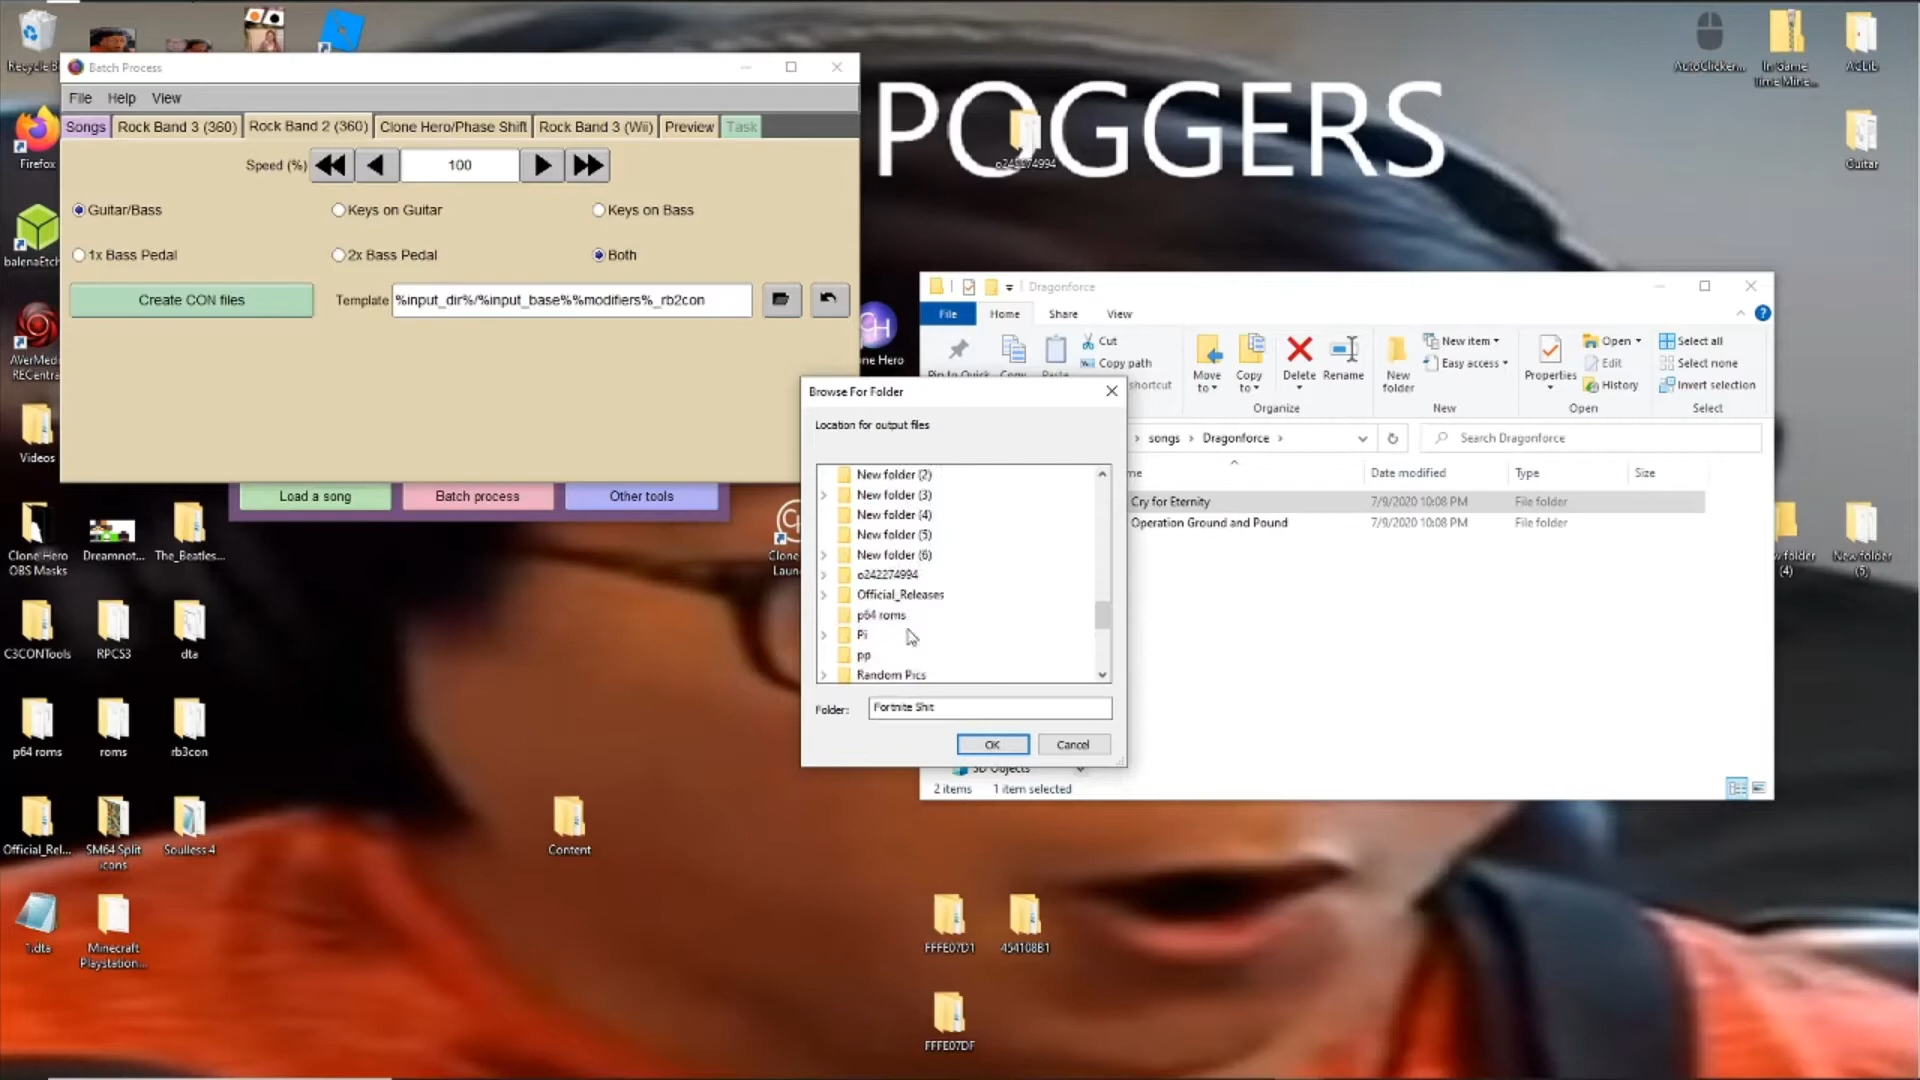 POGGERS
Batch Process
File Help View
Songs Rock Band 3 (360) Rock Band 2 (360) Clone Hero/Phase Shift Rock Band 3 (Wii) Preview Task
Speed (%) 100
Guitar/Bass Keys on Guitar Keys on Bass
1x Bass Pedal 2x Bass Pedal Both
Create CON files Template %input_dir%/%input_base%%modifiers%_rb2con
Load a song Batch process Other tools
Dragonforce
File Home Share View
Cut
Copy path
shortcut
Move to
Copy to
Delete
Rename
Organize
New folder
New item
Easy access
New
Properties
Open
Edit
History
Open
Select all
Select none
Invert selection
Select
songs Dragonforce Search Dragonforce
Date modified Type Size
Cry for Eternity 7/9/2020 10:08 PM File folder
Operation Ground and Pound 7/9/2020 10:08 PM File folder
3D Objects
2 items 1 item selected
Browse For Folder
Location for output files
New folder (2)
New folder (3)
New folder (4)
New folder (5)
New folder (6)
o242274994
Official_Releases
p64 roms
Pi
pp
Random Pics
Folder: Fortnite Shit
OK Cancel
Firefox
Videos
Clone Hero
OBS Masks
Dreamnot...
The_Beatles...
C3CONTools
RPCS3
dta
p64 roms
roms
rb3con
Official_Rel...
SM64 Split
icons
Soulless 4
1.dta
Minecraft
Playstation...
Content
FFFE07D1
454108B1
FFFE07DF
o242274994
AutoClicker...
Guitar
New folder
(5)